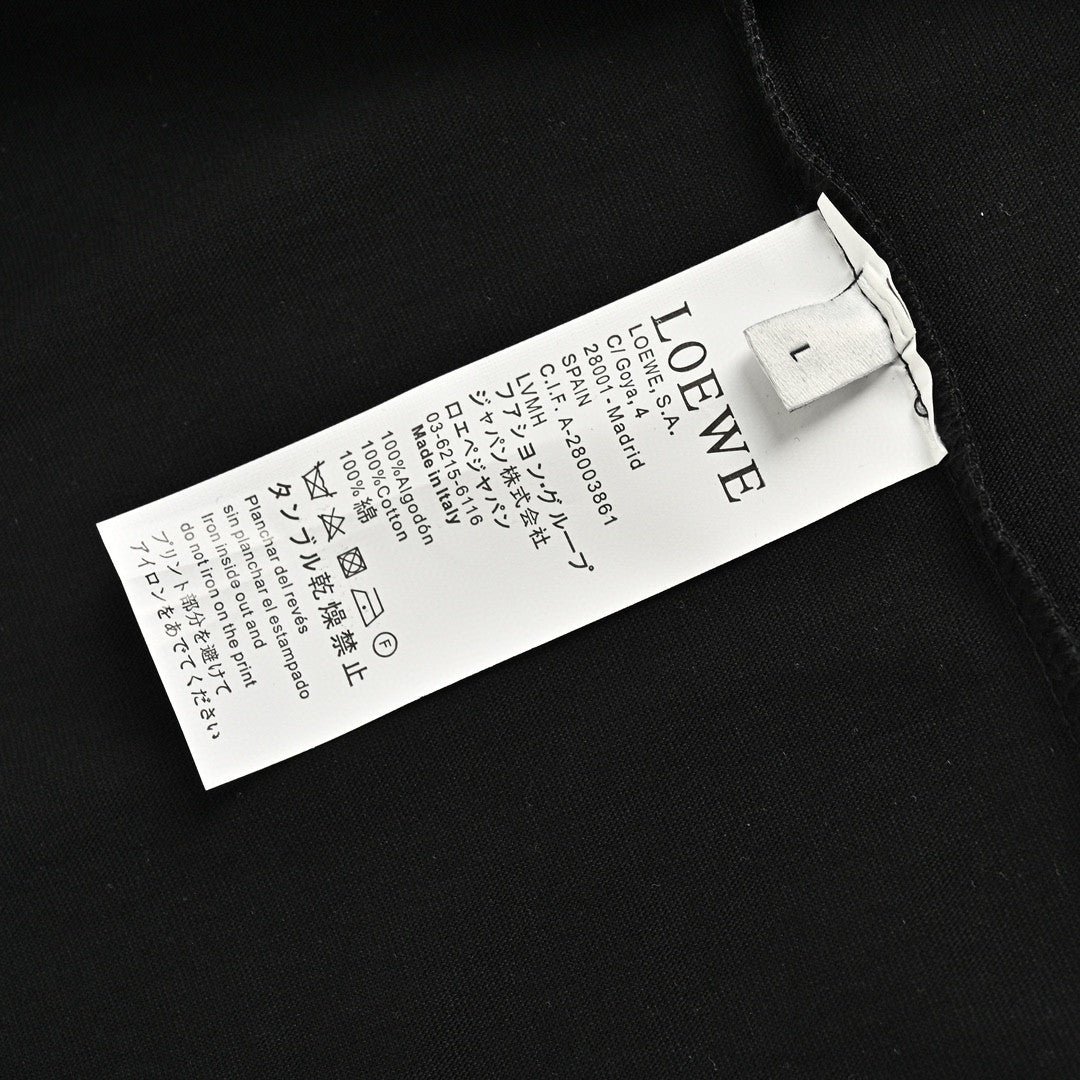 LOEWE
LOEWE, S.A.
C/ Goya, 4
28001 - Madrid
SPAIN
C.I.F. A-28003861
LVMH
ファション·グループ
ジャパン株式会社
ロエペジャパン
03-6215-6116
Made in Italy
100%Algodón
100%Cotton
100%綿
F
タンブル乾燥禁止
Planchar del revés
sin planchar el estampado
Iron inside out and
do not iron on the print
プリント部分を避けて
アイロンをあでてください
L